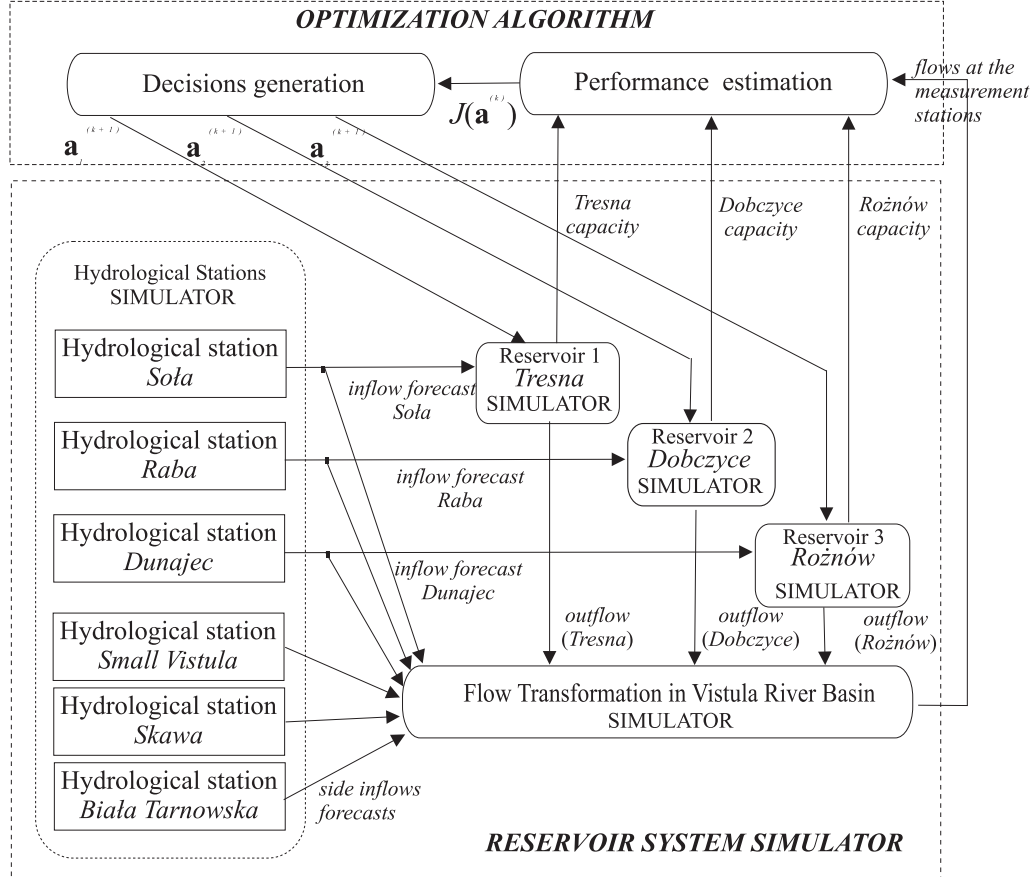 OPTIMIZATION ALGORITHM
Decisions generation
Performance estimation
flows at the
measurement
stations
J(a^(k))
a^(k+1)
a^(k+1)
a^(k+1)
Tresna
capacity
Dobczyce
capacity
Rożnów
capacity
Hydrological Stations
SIMULATOR
Hydrological station
Soła
inflow forecast
Soła
Reservoir 1
Tresna
SIMULATOR
Hydrological station
Raba
inflow forecast
Raba
Reservoir 2
Dobczyce
SIMULATOR
Hydrological station
Dunajec
inflow forecast
Dunajec
Reservoir 3
Rożnów
SIMULATOR
outflow
(Tresna)
outflow
(Dobczyce)
outflow
(Rożnów)
Hydrological station
Small Vistula
Hydrological station
Skawa
Hydrological station
Biała Tarnowska
Flow Transformation in Vistula River Basin
SIMULATOR
side inflows
forecasts
RESERVOIR SYSTEM SIMULATOR